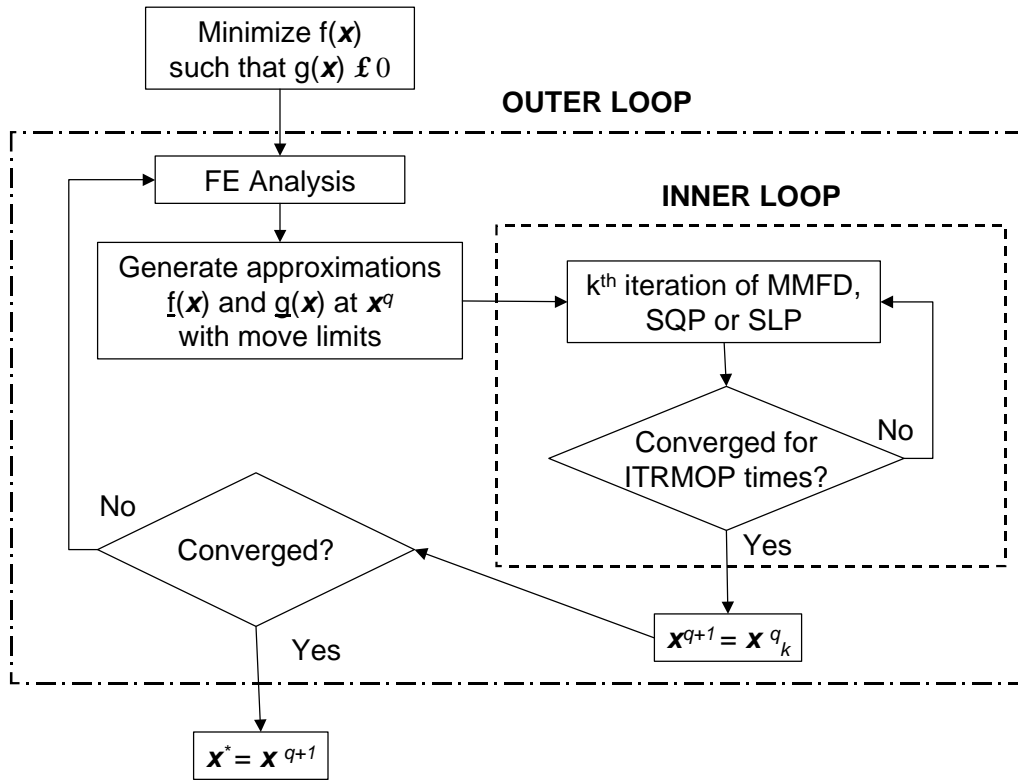 Minimize f(x)
such that g(x) £ 0
OUTER LOOP
FE Analysis
INNER LOOP
Generate approximations
f(x) and g(x) at x^q
with move limits
k^th iteration of MMFD,
SQP or SLP
Converged for
ITRMOP times?
No
Yes
No
Converged?
x^q+1 = x^q_k
Yes
x^* = x^q+1